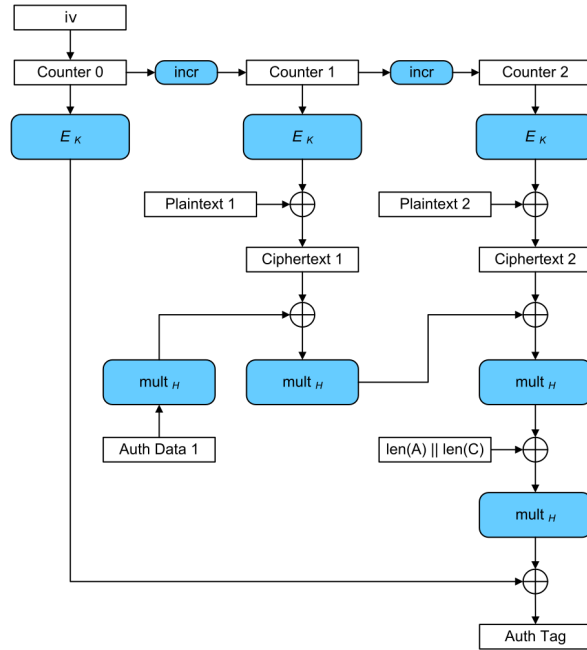 iv
Counter 0
incr
Counter 1
incr
Counter 2
E K
E K
E K
Plaintext 1
Plaintext 2
Ciphertext 1
Ciphertext 2
mult H
mult H
mult H
Auth Data 1
len(A) || len(C)
mult H
Auth Tag